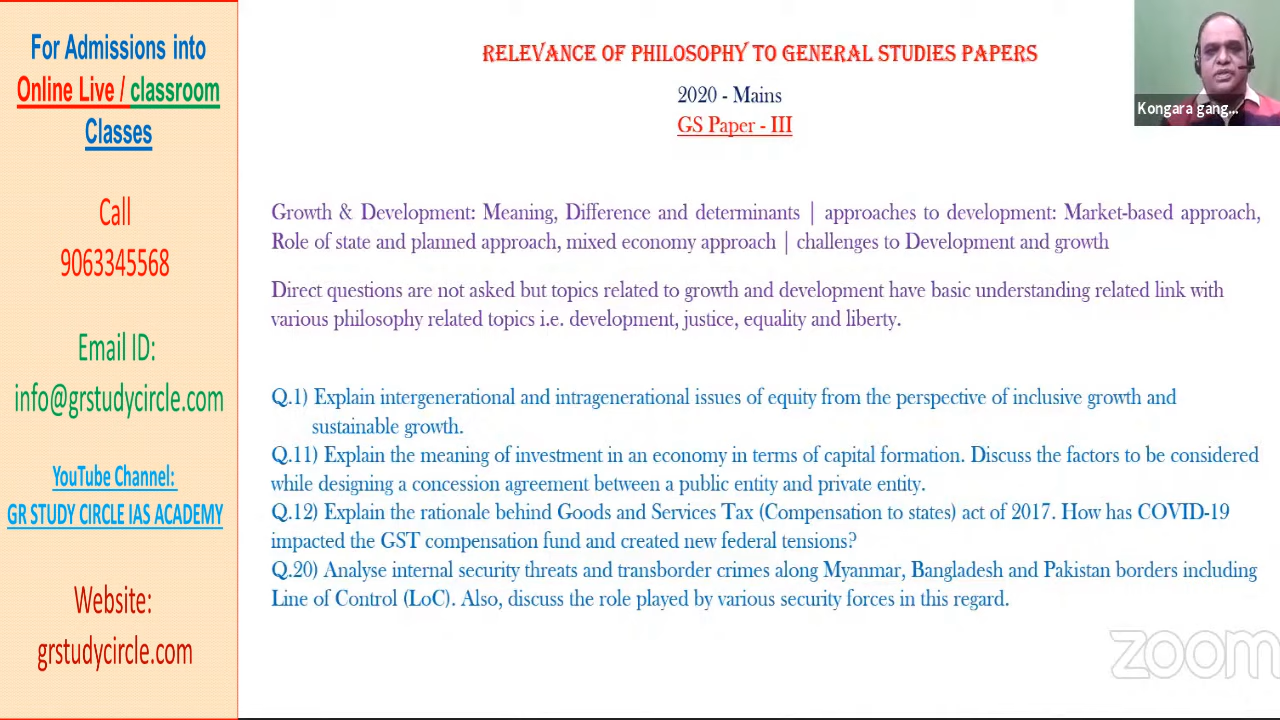 For Admissions into
Online Live / classroom
Classes
Call
9063345568
Email ID:
info@grstudycircle.com
YouTube Channel:
GR STUDY CIRCLE IAS ACADEMY
Website:
grstudycircle.com
RELEVANCE OF PHILOSOPHY TO GENERAL STUDIES PAPERS
2020 - Mains
GS Paper - III
Kongara gang...
Growth & Development: Meaning, Difference and determinants | approaches to development: Market-based approach,
Role of state and planned approach, mixed economy approach | challenges to Development and growth
Direct questions are not asked but topics related to growth and development have basic understanding related link with
various philosophy related topics i.e. development, justice, equality and liberty.
Q.1) Explain intergenerational and intragenerational issues of equity from the perspective of inclusive growth and
sustainable growth.
Q.11) Explain the meaning of investment in an economy in terms of capital formation. Discuss the factors to be considered
while designing a concession agreement between a public entity and private entity.
Q.12) Explain the rationale behind Goods and Services Tax (Compensation to states) act of 2017. How has COVID-19
impacted the GST compensation fund and created new federal tensions?
Q.20) Analyse internal security threats and transborder crimes along Myanmar, Bangladesh and Pakistan borders including
Line of Control (LoC). Also, discuss the role played by various security forces in this regard.
zoom